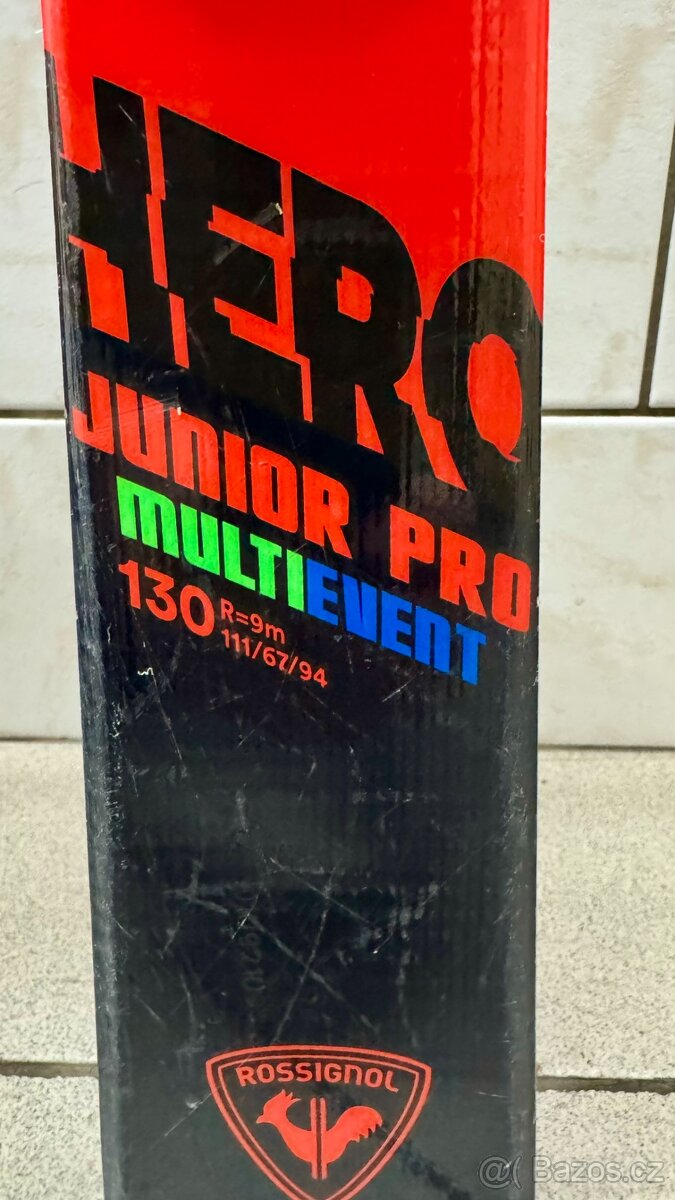 HERO
JUNIOR PRO
MULTIEVENT
130 R=9m
111/67/94
ROSSIGNOL
@ Bazos.cz